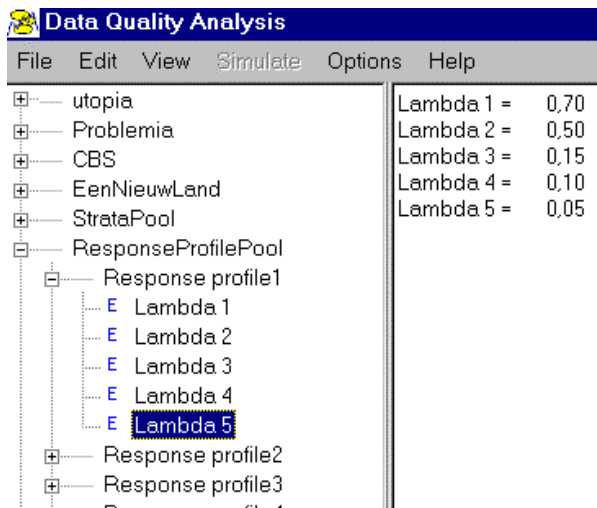 Data Quality Analysis
File Edit View Simulate Options Help
utopia
Problemia
CBS
EenNieuwLand
StrataPool
ResponseProfilePool
Response profile1
E Lambda 1
E Lambda 2
E Lambda 3
E Lambda 4
E Lambda 5
Response profile2
Response profile3
Lambda 1 = 0,70
Lambda 2 = 0,50
Lambda 3 = 0,15
Lambda 4 = 0,10
Lambda 5 = 0,05